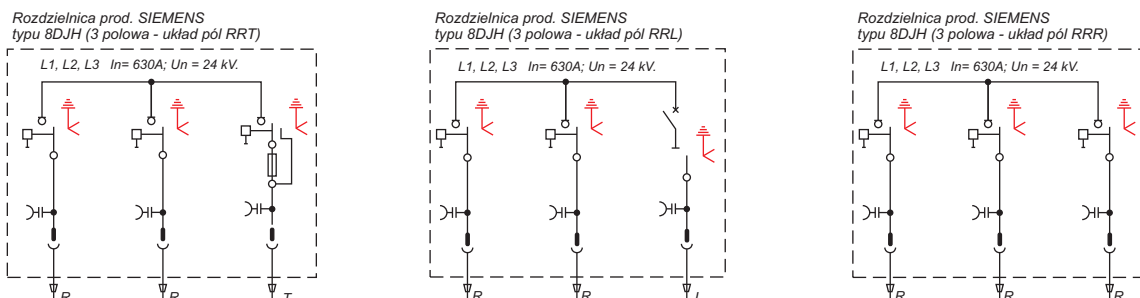 Rozdzielnica prod. SIEMENS
typu 8DJH (3 polowa - układ pól RRT)
L1, L2, L3 In= 630A; Un = 24 kV.
R
R
T
Rozdzielnica prod. SIEMENS
typu 8DJH (3 polowa - układ pól RRL)
L1, L2, L3 In= 630A; Un = 24 kV.
R
R
L
Rozdzielnica prod. SIEMENS
typu 8DJH (3 polowa - układ pól RRR)
L1, L2, L3 In= 630A; Un = 24 kV.
R
R
R